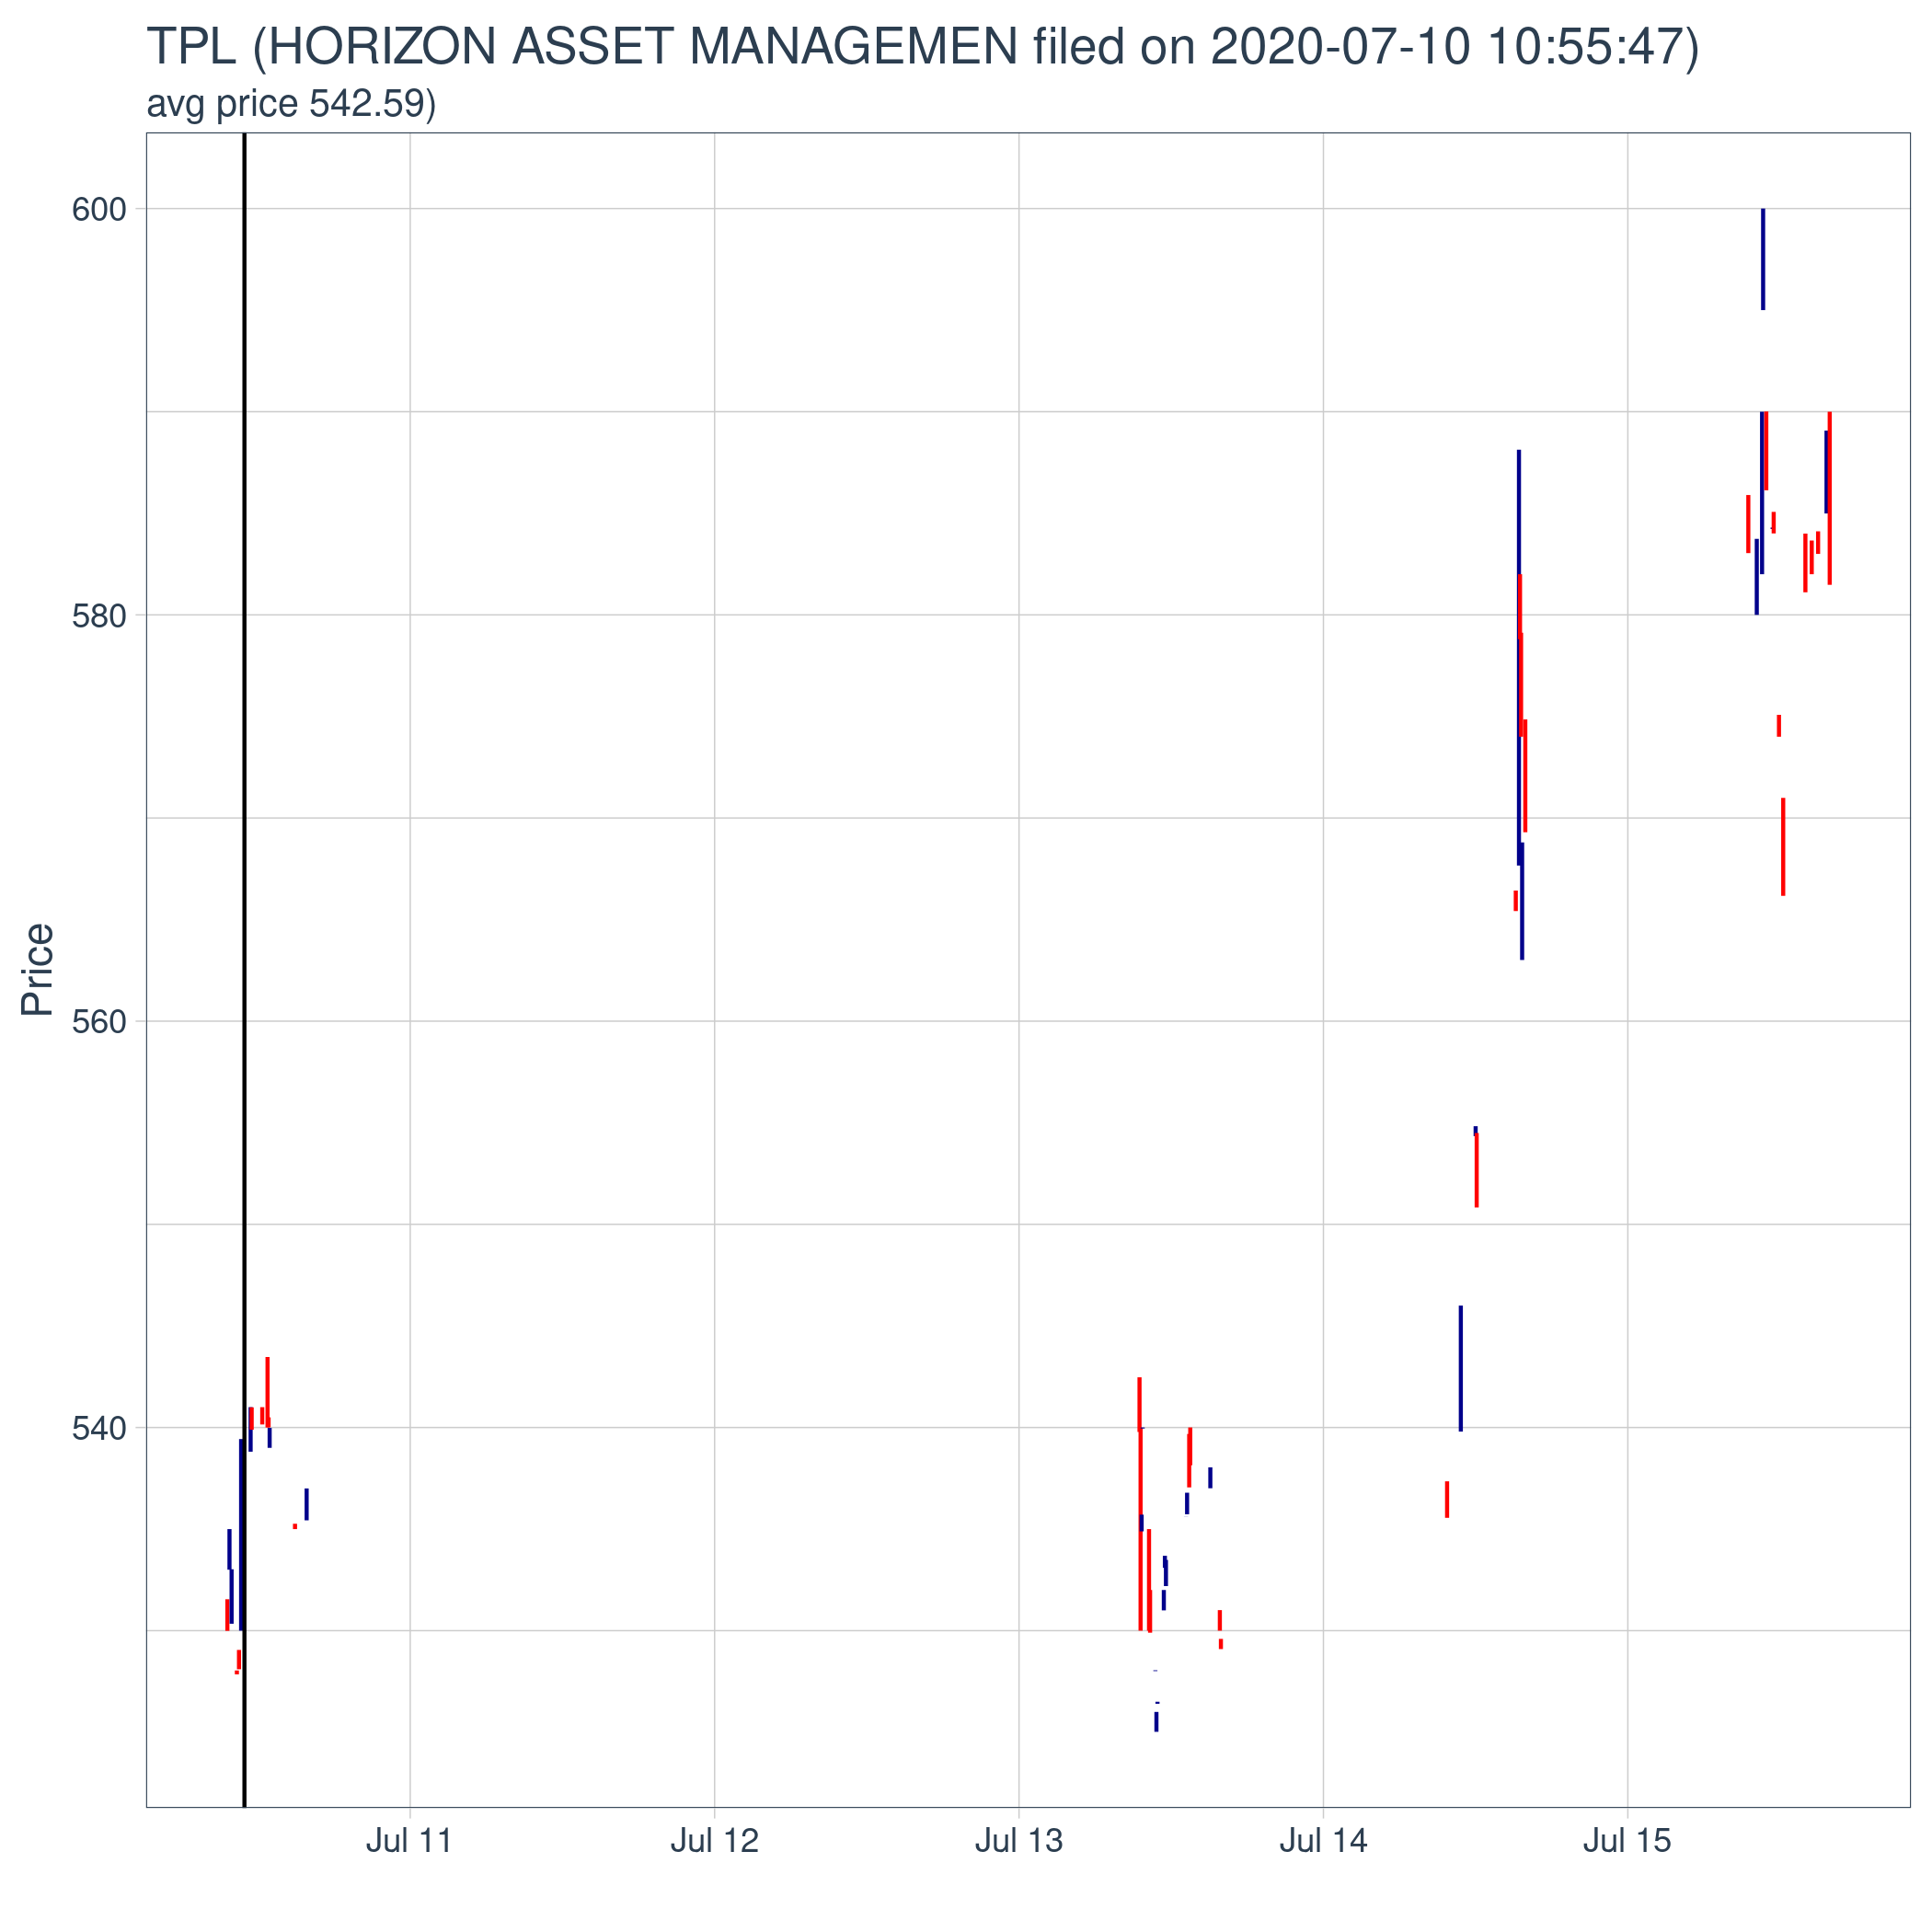 TPL (HORIZON ASSET MANAGEMEN filed on 2020-07-10 10:55:47)
avg price 542.59)
600
580
560
540
Price
Jul 11
Jul 12
Jul 13
Jul 14
Jul 15